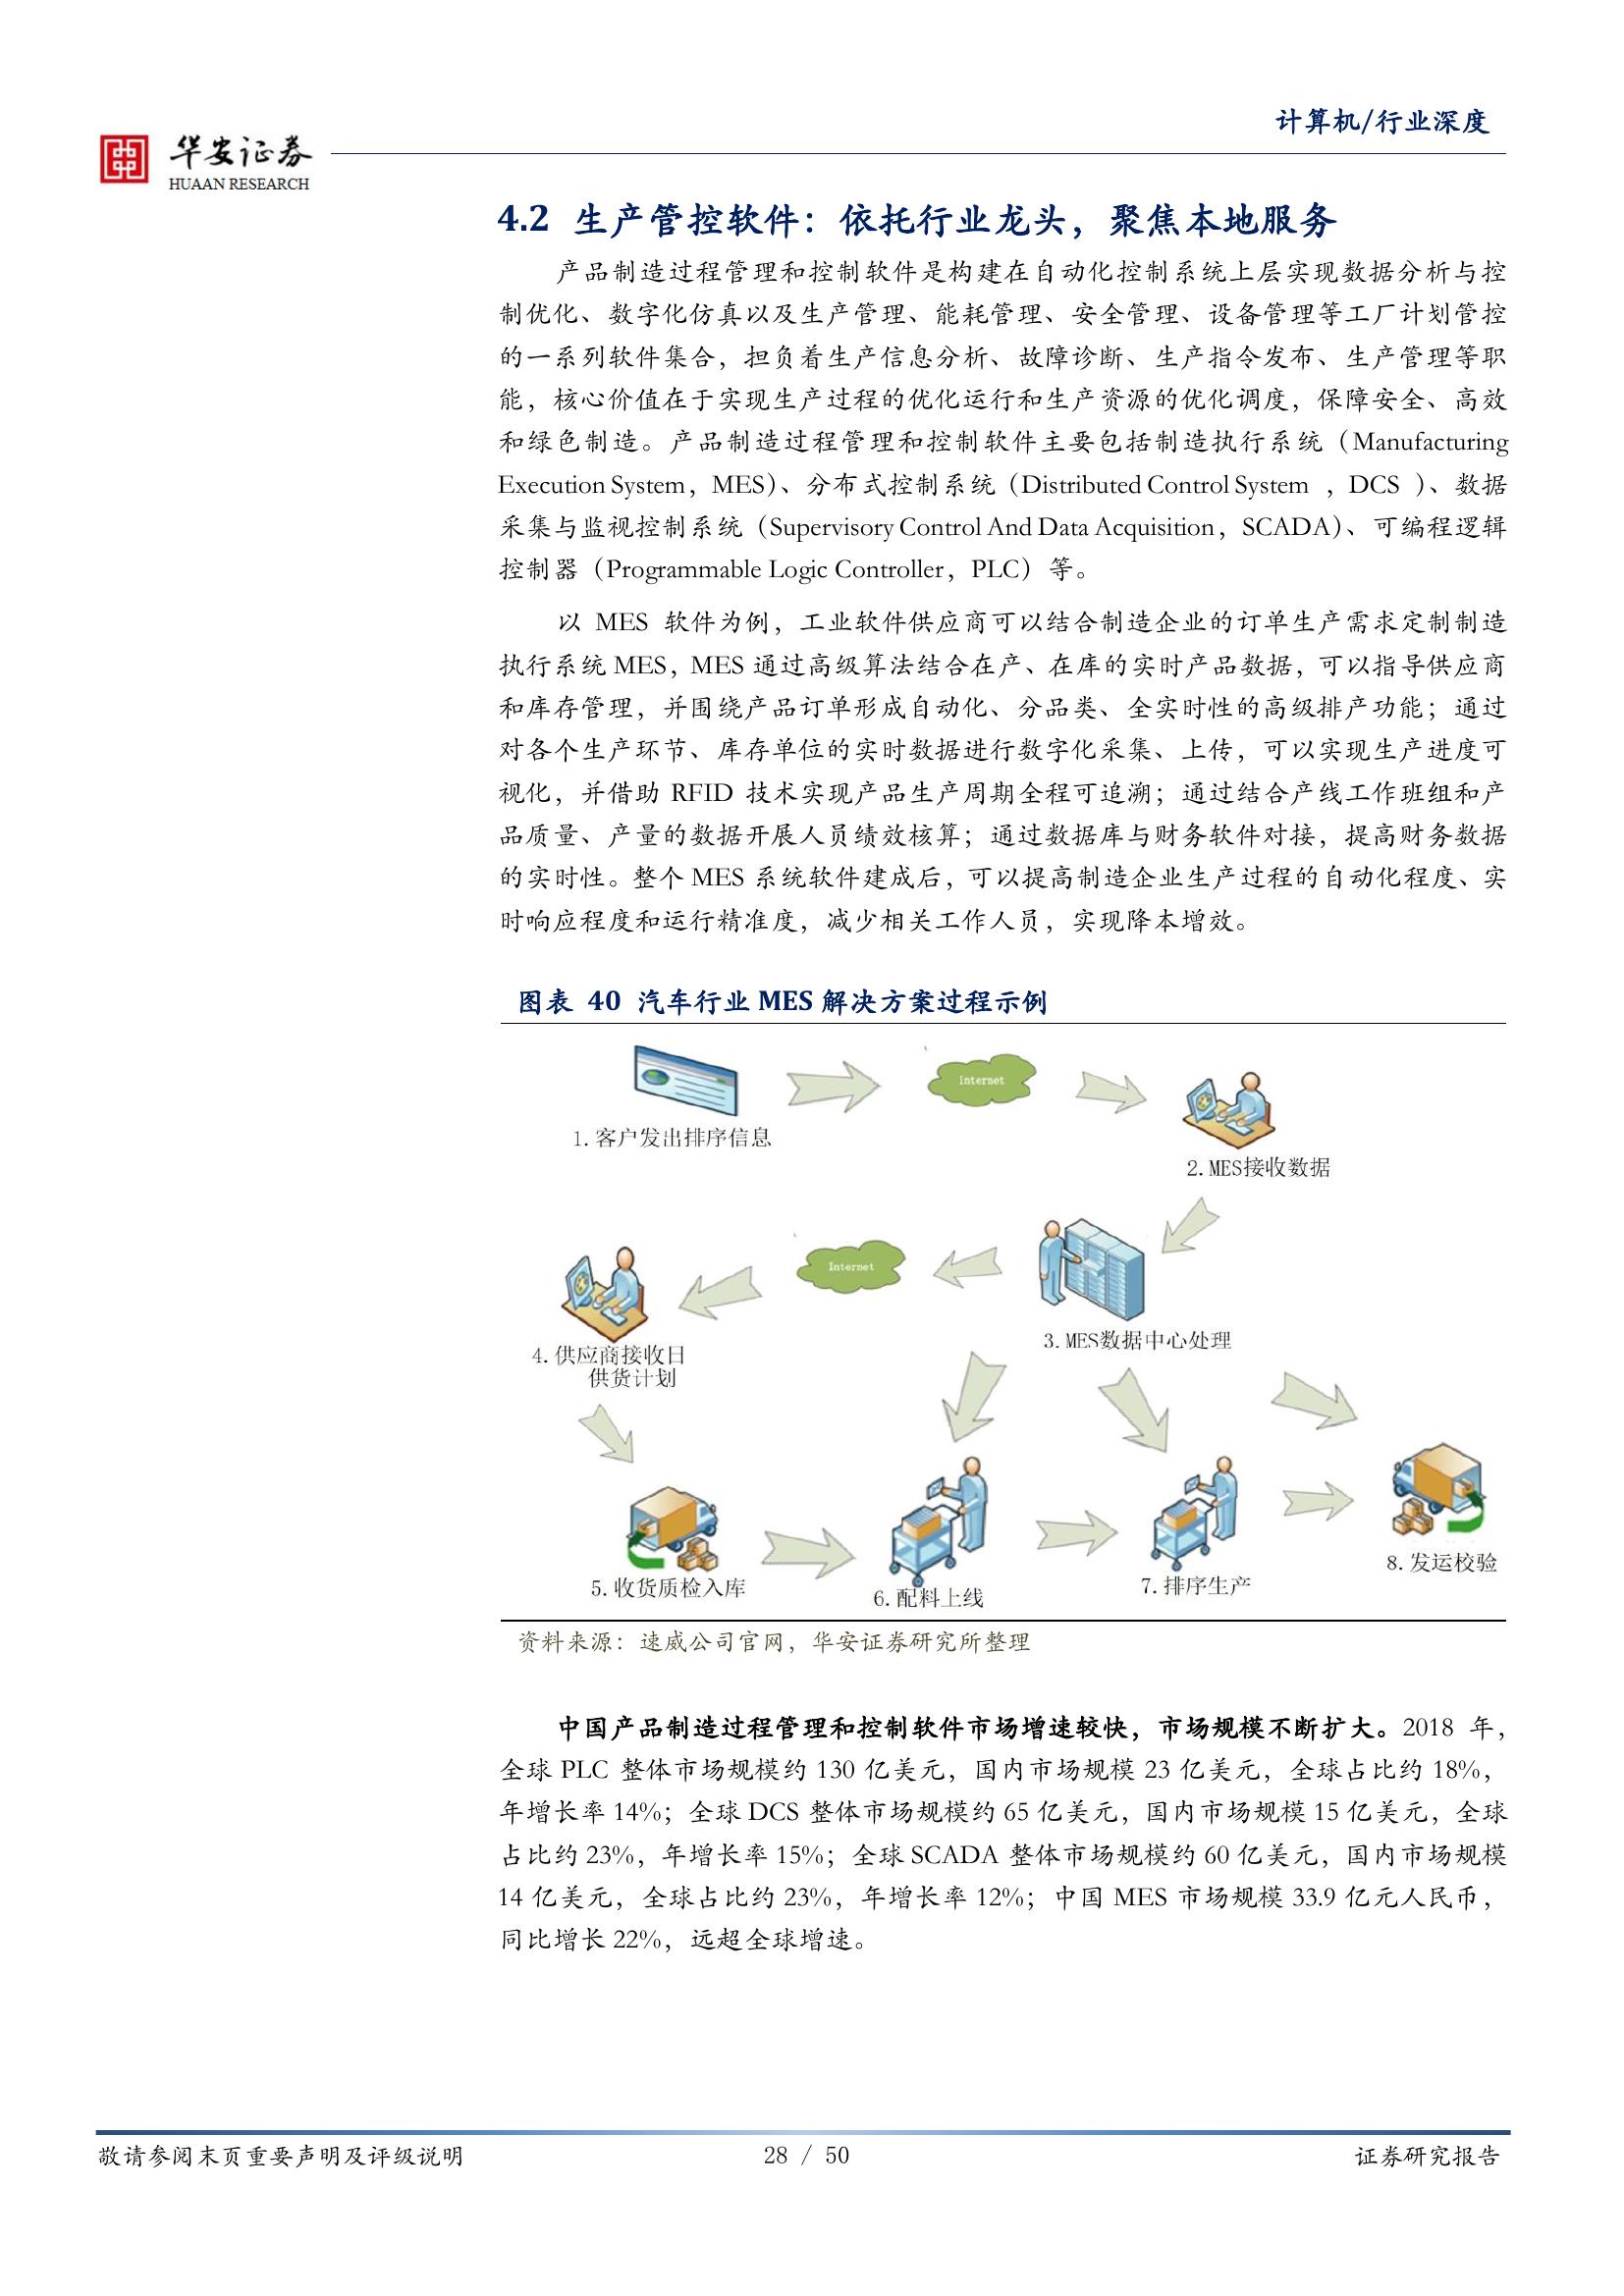 计算机/行业深度
华安证券
HUAAN RESEARCH
4.2 生产管控软件：依托行业龙头，聚焦本地服务
产品制造过程管理和控制软件是构建在自动化控制系统上层实现数据分析与控
制优化、数字化仿真以及生产管理、能耗管理、安全管理、设备管理等工厂计划管控
的一系列软件集合，担负着生产信息分析、故障诊断、生产指令发布、生产管理等职
能，核心价值在于实现生产过程的优化运行和生产资源的优化调度，保障安全、高效
和绿色制造。产品制造过程管理和控制软件主要包括制造执行系统（Manufacturing
Execution System，MES）、分布式控制系统（Distributed Control System ，DCS ）、数据
采集与监视控制系统（Supervisory Control And Data Acquisition，SCADA）、可编程逻辑
控制器（Programmable Logic Controller，PLC）等。
以 MES 软件为例，工业软件供应商可以结合制造企业的订单生产需求定制制造
执行系统 MES，MES 通过高级算法结合在产、在库的实时产品数据，可以指导供应商
和库存管理，并围绕产品订单形成自动化、分品类、全实时性的高级排产功能；通过
对各个生产环节、库存单位的实时数据进行数字化采集、上传，可以实现生产进度可
视化，并借助 RFID 技术实现产品生产周期全程可追溯；通过结合产线工作班组和产
品质量、产量的数据开展人员绩效核算；通过数据库与财务软件对接，提高财务数据
的实时性。整个 MES 系统软件建成后，可以提高制造企业生产过程的自动化程度、实
时响应程度和运行精准度，减少相关工作人员，实现降本增效。
图表 40 汽车行业 MES 解决方案过程示例
Internet
1.客户发出排序信息
2.MES接收数据
Internet
3.MES数据中心处理
4.供应商接收日
供货计划
5.收货质检入库
6.配料上线
7.排序生产
8.发运校验
资料来源：速威公司官网，华安证券研究所整理
中国产品制造过程管理和控制软件市场增速较快，市场规模不断扩大。2018 年，
全球 PLC 整体市场规模约 130 亿美元，国内市场规模 23 亿美元，全球占比约 18%，
年增长率 14%；全球 DCS 整体市场规模约 65 亿美元，国内市场规模 15 亿美元，全球
占比约 23%，年增长率 15%；全球 SCADA 整体市场规模约 60 亿美元，国内市场规模
14 亿美元，全球占比约 23%，年增长率 12%；中国 MES 市场规模 33.9 亿元人民币，
同比增长 22%，远超全球增速。
敬请参阅末页重要声明及评级说明
28 / 50
证券研究报告